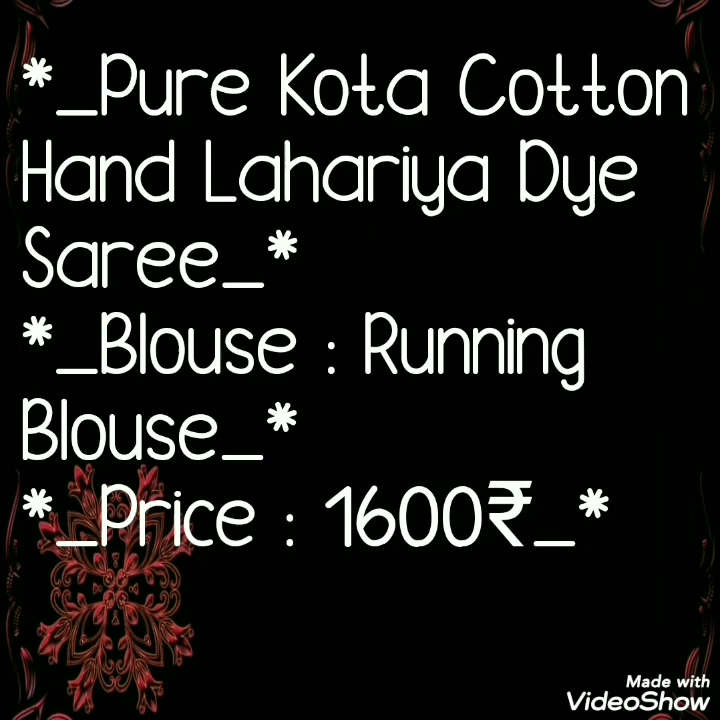 *_Pure Kota Cotton
Hand Lahariya Dye
Saree_*
*_Blouse : Running
Blouse_*
*_Price : 1600₹_*
Made with
VideoShow